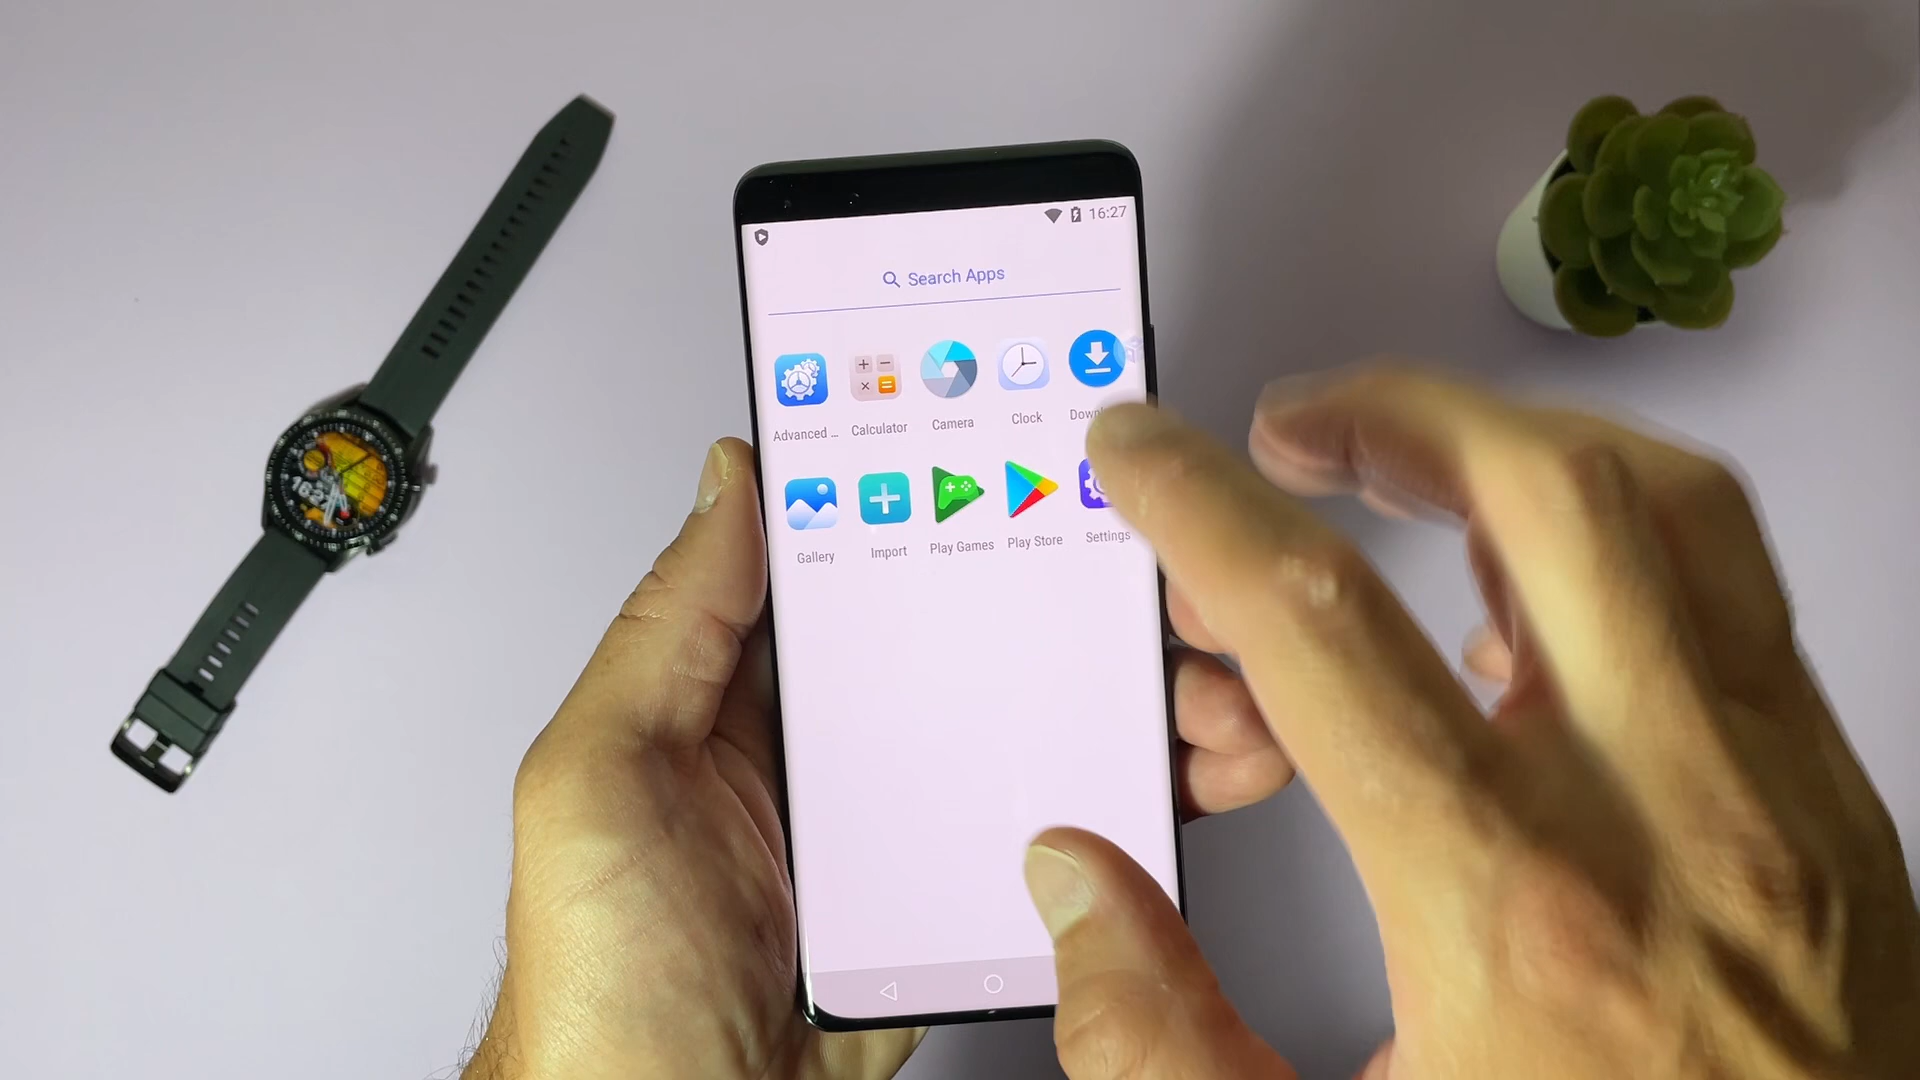 16:27
Search Apps
Advanced ...
Calculator
Camera
Clock
Gallery
Import
Play Games
Play Store
Settings